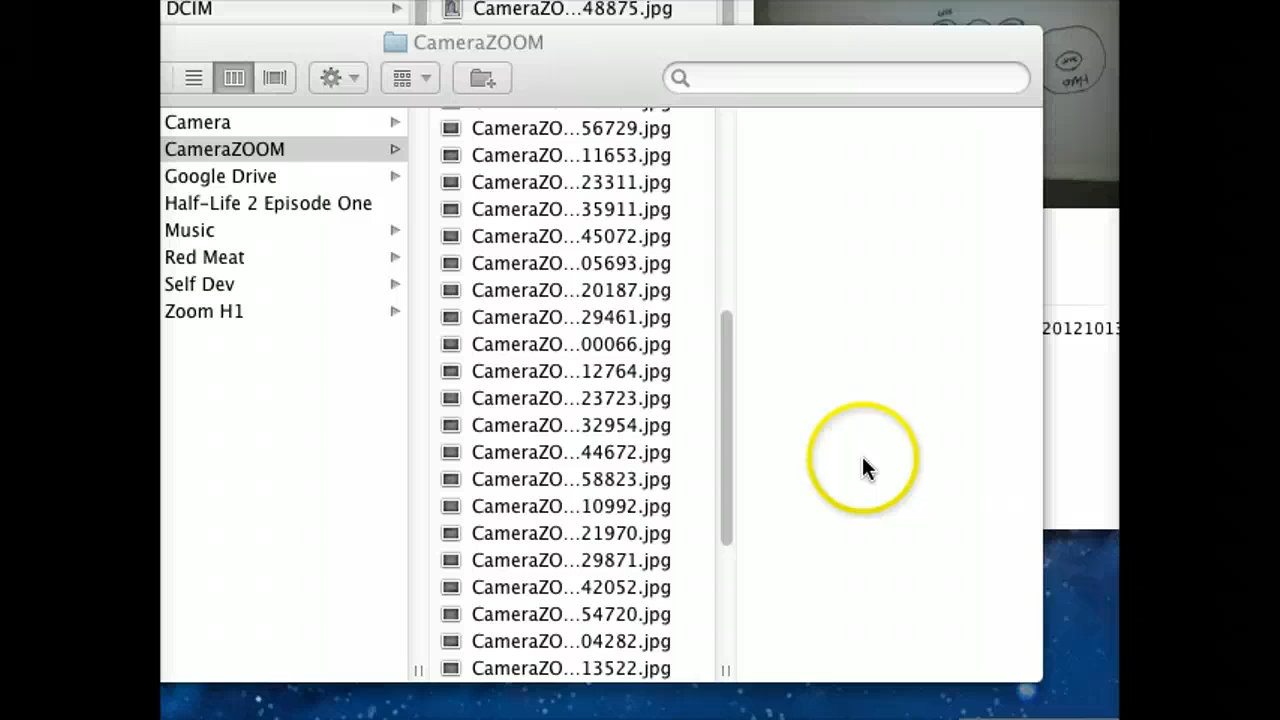 DCIM
CameraZO...48875.jpg
CameraZOOM
Camera
CameraZOOM
Google Drive
Half-Life 2 Episode One
Music
Red Meat
Self Dev
Zoom H1
CameraZO...56729.jpg
CameraZO...11653.jpg
CameraZO...23311.jpg
CameraZO...35911.jpg
CameraZO...45072.jpg
CameraZO...05693.jpg
CameraZO...20187.jpg
CameraZO...29461.jpg
CameraZO...00066.jpg
CameraZO...12764.jpg
CameraZO...23723.jpg
CameraZO...32954.jpg
CameraZO...44672.jpg
CameraZO...58823.jpg
CameraZO...10992.jpg
CameraZO...21970.jpg
CameraZO...29871.jpg
CameraZO...42052.jpg
CameraZO...54720.jpg
CameraZO...04282.jpg
CameraZO...13522.jpg
20121013